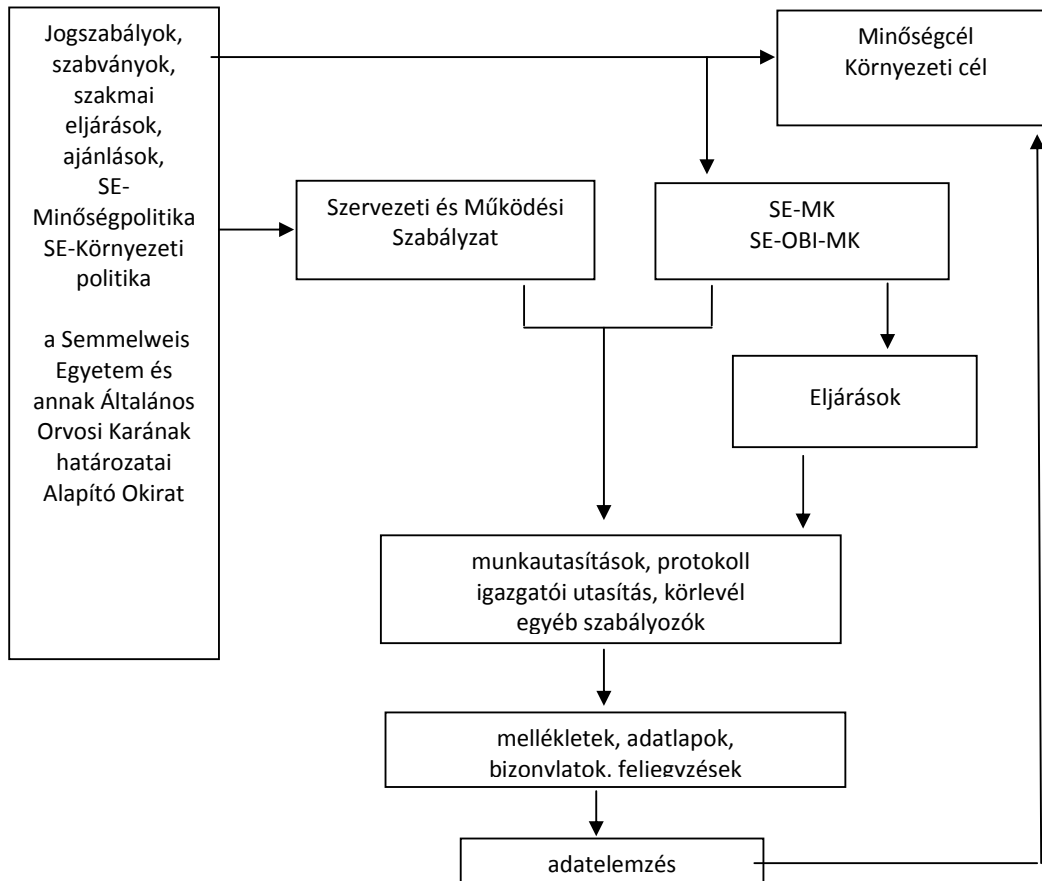 Jogszabályok,
szabványok,
szakmai
eljárások,
ajánlások,
SE-
Minőségpolitika
SE-Környezeti
politika
a Semmelweis
Egyetem és
annak Általános
Orvosi Karának
határozatai
Alapító Okirat
Minőségcél
Környezeti cél
Szervezeti és Működési
Szabályzat
SE-MK
SE-OBI-MK
Eljárások
munkautasítások, protokoll
igazgatói utasítás, körlevél
egyéb szabályozók
mellékletek, adatlapok,
bizonylatok, feljegyzések
adatelemzés